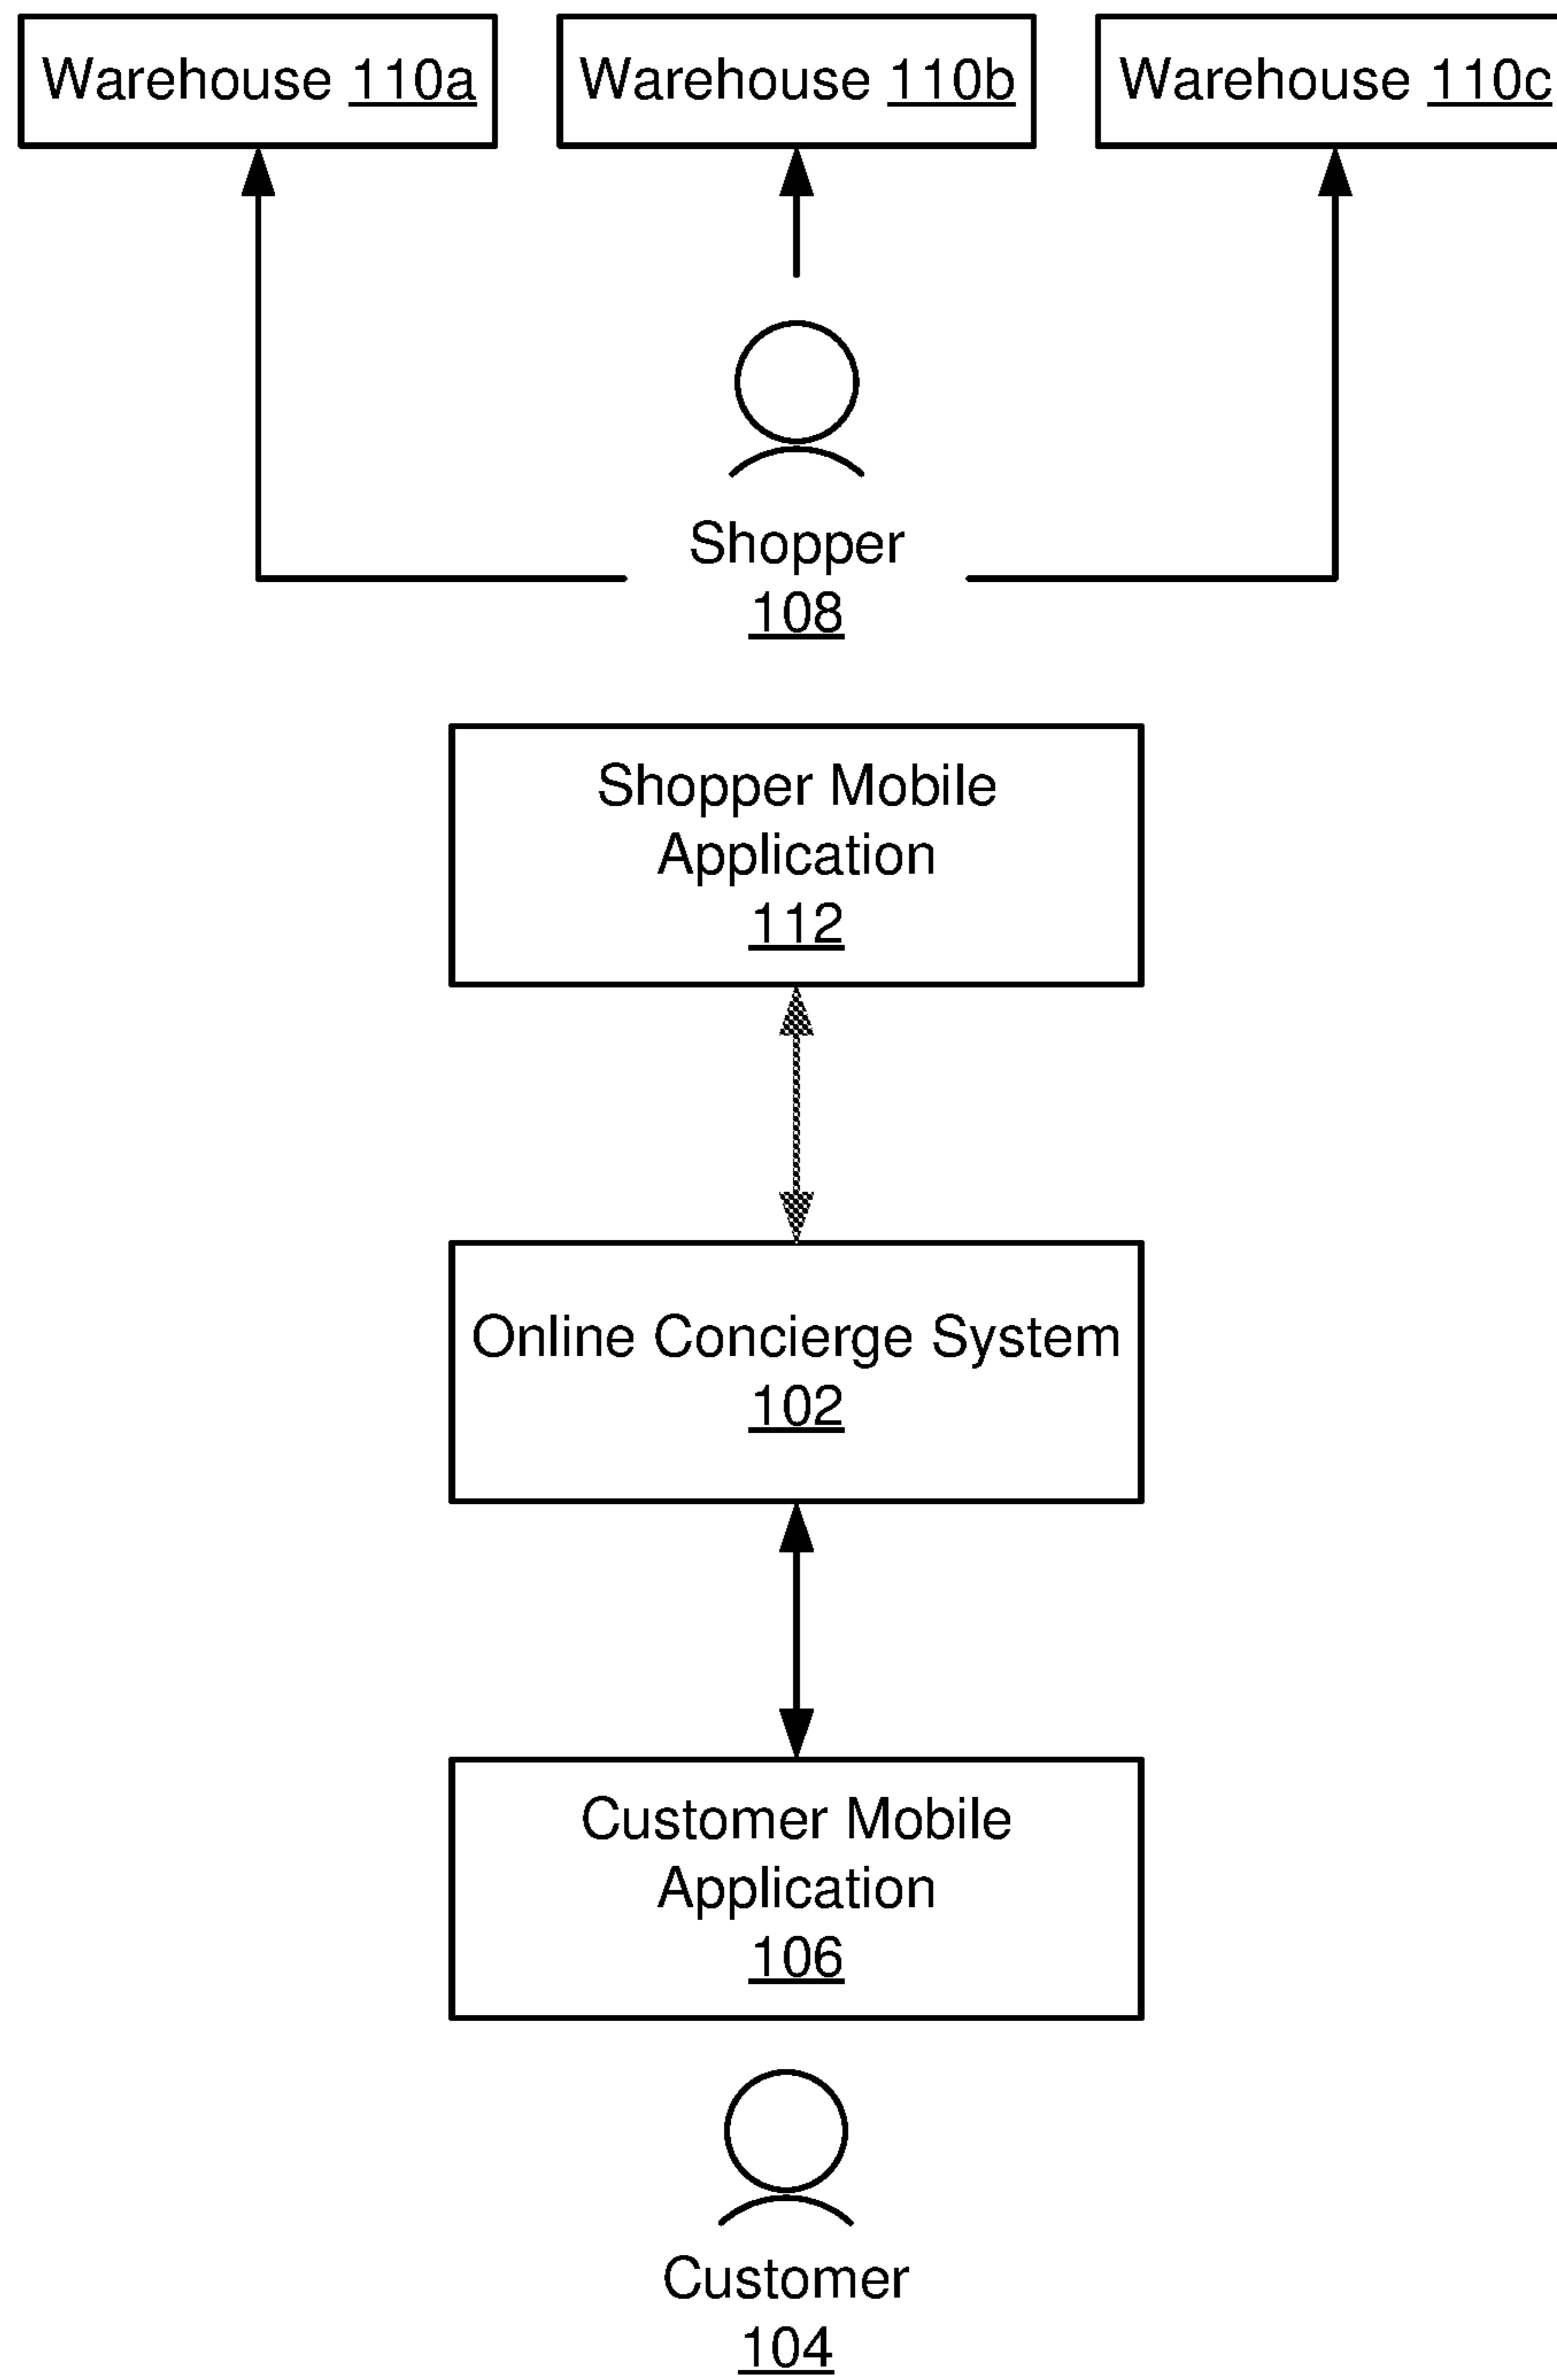 Warehouse 110a
Warehouse 110b
Warehouse 110c
Shopper
108
Shopper Mobile
Application
112
Online Concierge System
102
Customer Mobile
Application
106
Customer
104